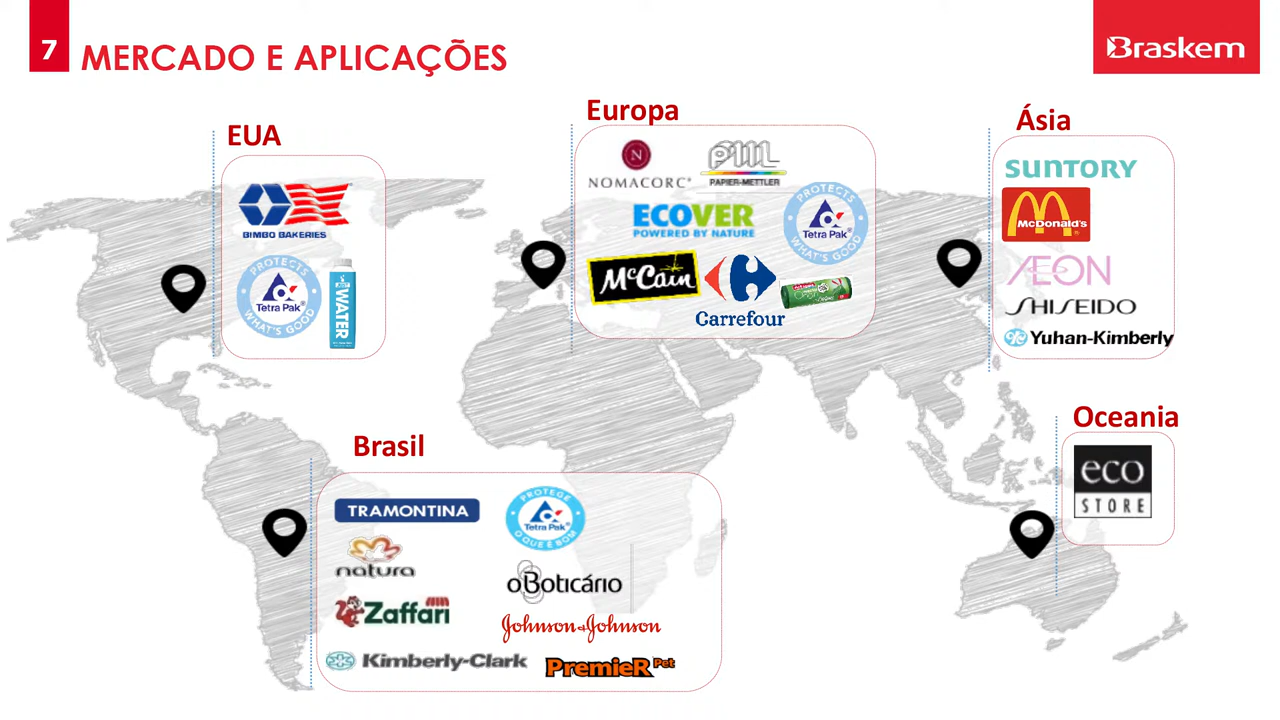 7
MERCADO E APLICAÇÕES
Braskem
EUA
BIMBO BAKERIES
PROTECTS
Tetra Pak®
WHAT'S GOOD
JUST
WATER
Europa
N
NOMACORC®
PAPIER-METTLER
ECOVER
POWERED BY NATURE
PROTECTS
Tetra Pak®
WHAT'S GOOD
McCain
Carrefour
Ásia
SUNTORY
McDonald's
®
ÆON
SHISEIDO
Yuhan-Kimberly
Oceania
eco
STORE
Brasil
TRAMONTINA
PROTEGE
Tetra Pak®
O QUE É BOM
natura
oBoticário
Zaffari
Johnson & Johnson
Kimberly-Clark
PremieR Pet